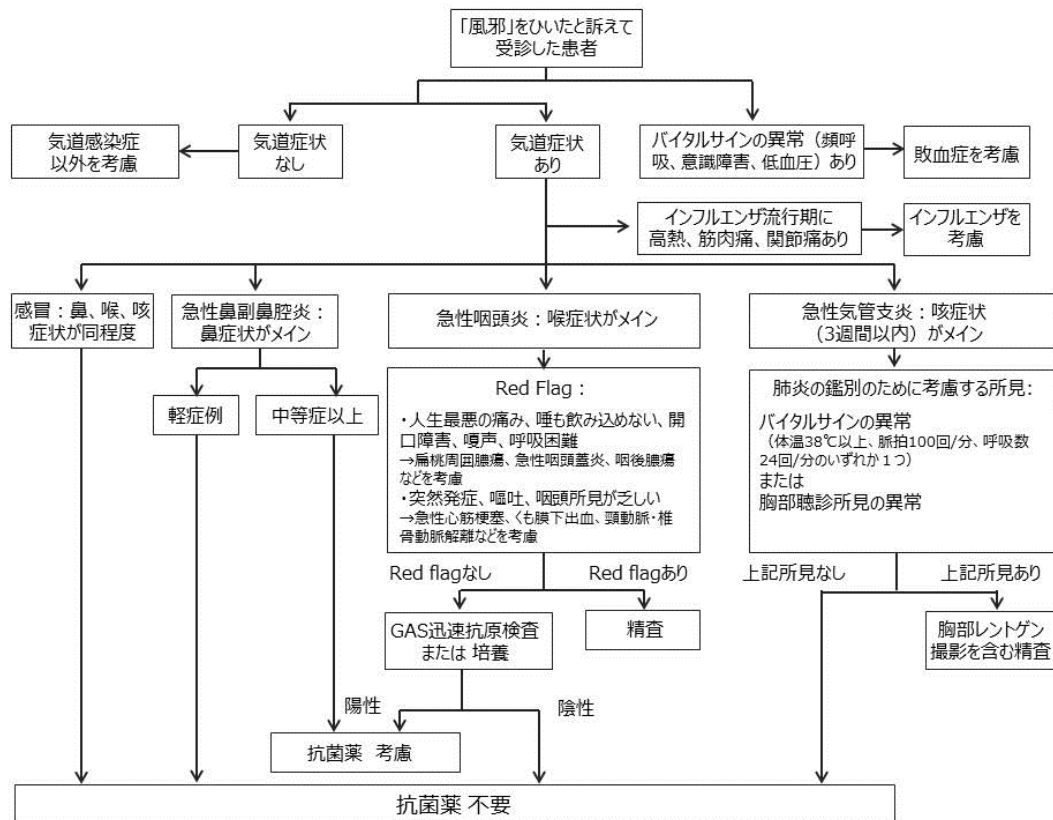 「風邪」をひいたと訴えて
受診した患者
気道感染症
以外を考慮
気道症状
なし
気道症状
あり
バイタルサインの異常（頻呼
吸、意識障害、低血圧）あり
敗血症を考慮
インフルエンザ流行期に
高熱、筋肉痛、関節痛あり
インフルエンザを
考慮
感冒：鼻、喉、咳
症状が同程度
急性鼻副鼻腔炎：
鼻症状がメイン
急性咽頭炎：喉症状がメイン
急性気管支炎：咳症状
（3週間以内）がメイン
軽症例
中等症以上
Red Flag：
・人生最悪の痛み、唾も飲み込めない、開
口障害、嗄声、呼吸困難
→扁桃周囲膿瘍、急性咽頭蓋炎、咽後膿瘍
などを考慮
・突然発症、嘔吐、咽頭所見が乏しい
→急性心筋梗塞、くも膜下出血、頸動脈・椎
骨動脈解離などを考慮
肺炎の鑑別のために考慮する所見：
バイタルサインの異常
（体温38℃以上、脈拍100回/分、呼吸数
24回/分のいずれか１つ）
または
胸部聴診所見の異常
Red flagなし
Red flagあり
上記所見なし
上記所見あり
GAS迅速抗原検査
または 培養
精査
胸部レントゲン
撮影を含む精査
陽性
陰性
抗菌薬 考慮
抗菌薬 不要